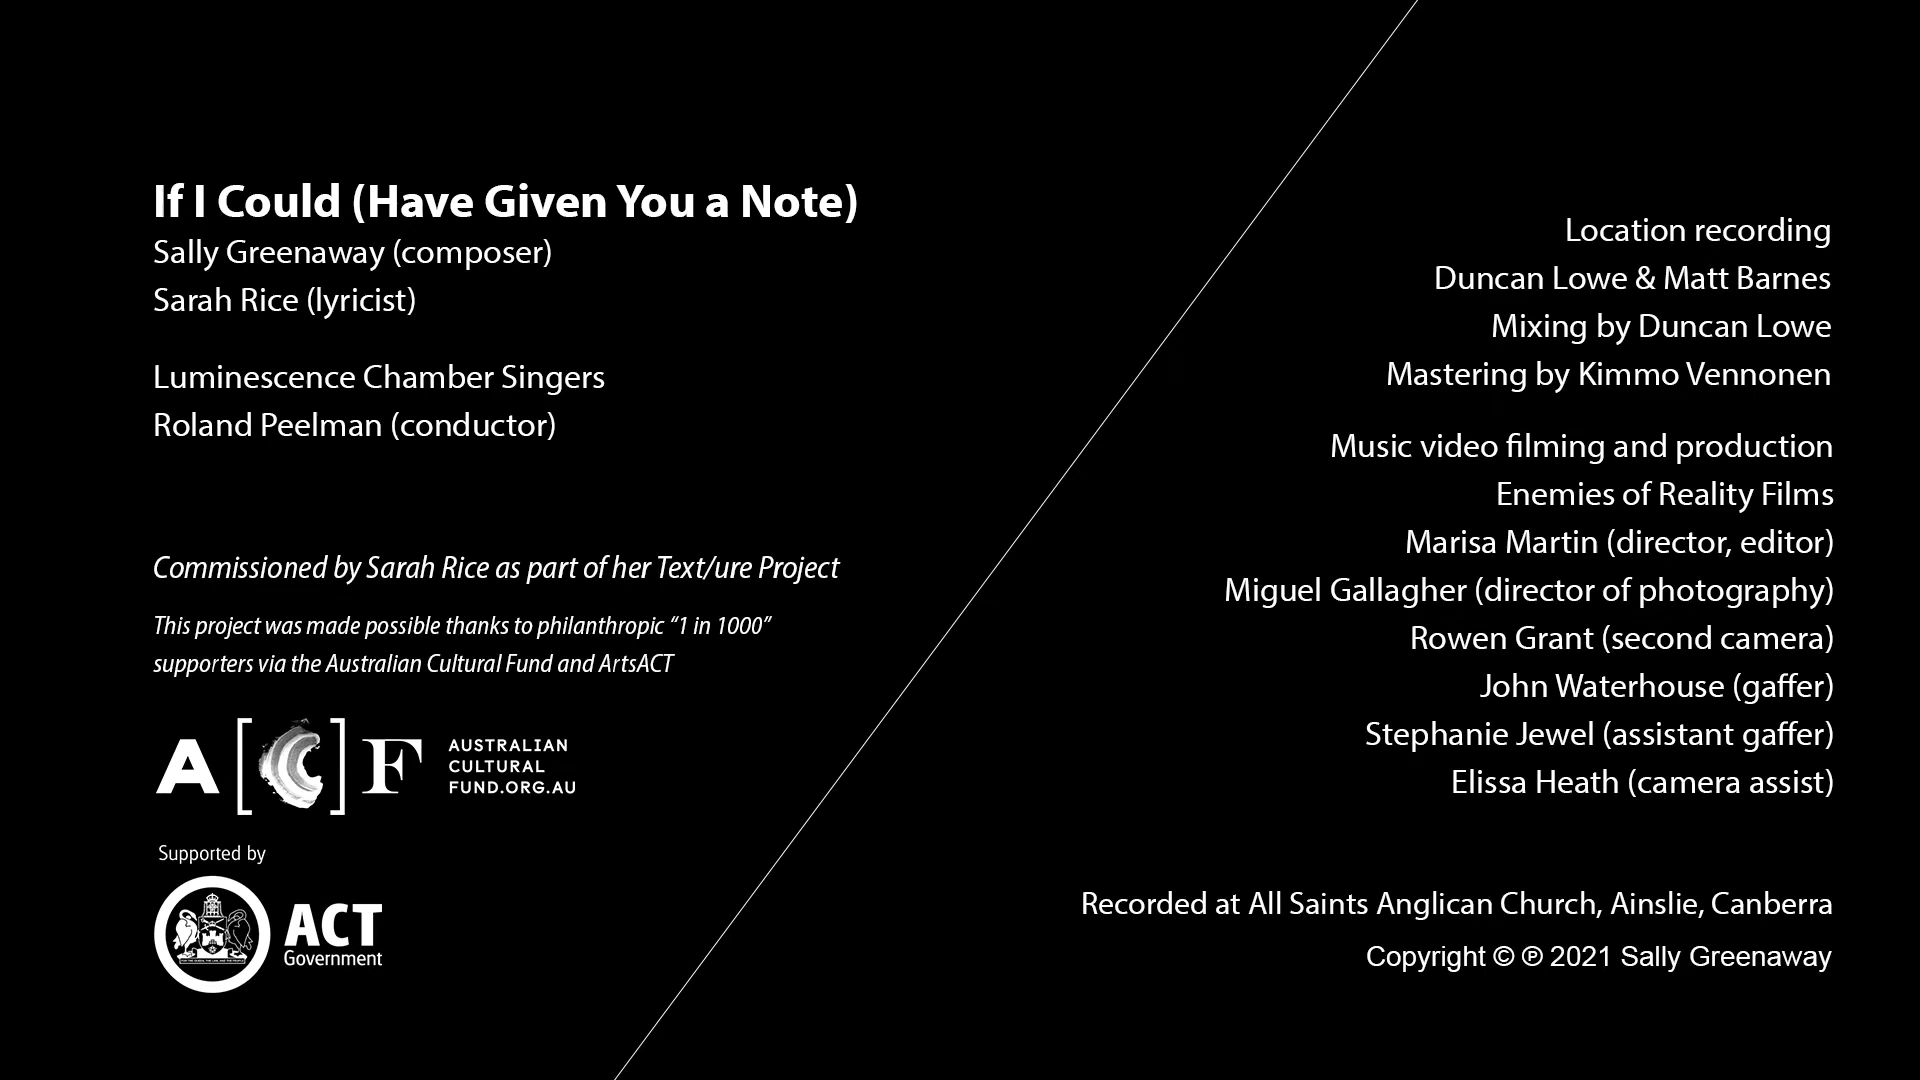 If I Could (Have Given You a Note)
Sally Greenaway (composer)
Sarah Rice (lyricist)
Luminescence Chamber Singers
Roland Peelman (conductor)
Commissioned by Sarah Rice as part of her Text/ure Project
This project was made possible thanks to philanthropic “1 in 1000”
supporters via the Australian Cultural Fund and ArtsACT
A[C]F
AUSTRALIAN
CULTURAL
FUND.ORG.AU
Supported by
ACT
Government
Location recording
Duncan Lowe & Matt Barnes
Mixing by Duncan Lowe
Mastering by Kimmo Vennonen
Music video filming and production
Enemies of Reality Films
Marisa Martin (director, editor)
Miguel Gallagher (director of photography)
Rowen Grant (second camera)
John Waterhouse (gaffer)
Stephanie Jewel (assistant gaffer)
Elissa Heath (camera assist)
Recorded at All Saints Anglican Church, Ainslie, Canberra
Copyright © ℗ 2021 Sally Greenaway